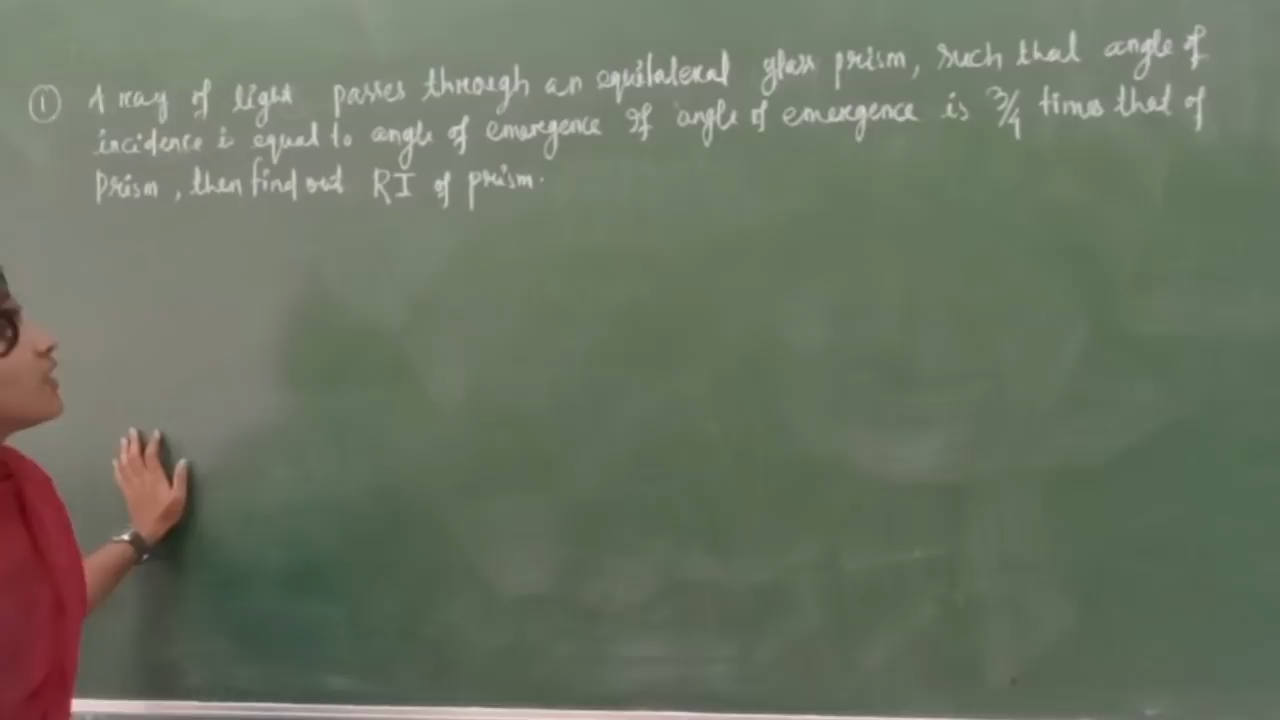 ① A ray of light passes through an equilateral glass prism, such that angle of
incidence is equal to angle of emergence If angle of emergence is 3/4 times that of
Prism, then find out RI of prism.